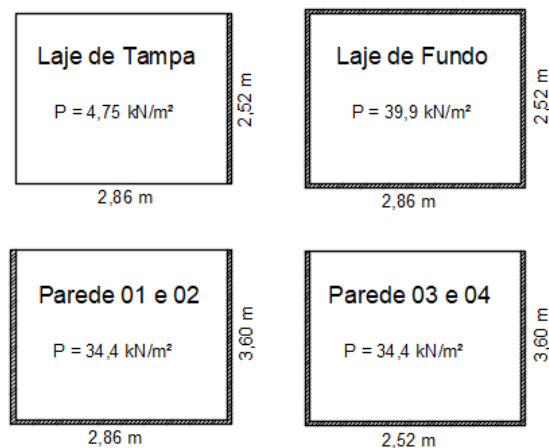 Laje de Tampa
P = 4,75 kN/m²
2,52 m
2,86 m
Laje de Fundo
P = 39,9 kN/m²
2,52 m
2,86 m
Parede 01 e 02
P = 34,4 kN/m²
3,60 m
2,86 m
Parede 03 e 04
P = 34,4 kN/m²
3,60 m
2,52 m